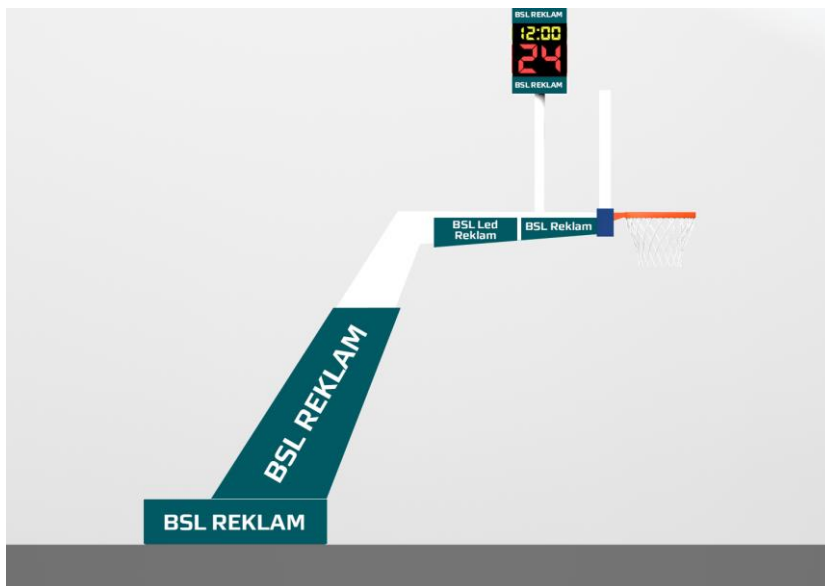 BSL REKLAM
12:00
24
BSL REKLAM
BSL Led
Reklam
BSL Reklam
BSL REKLAM
BSL REKLAM